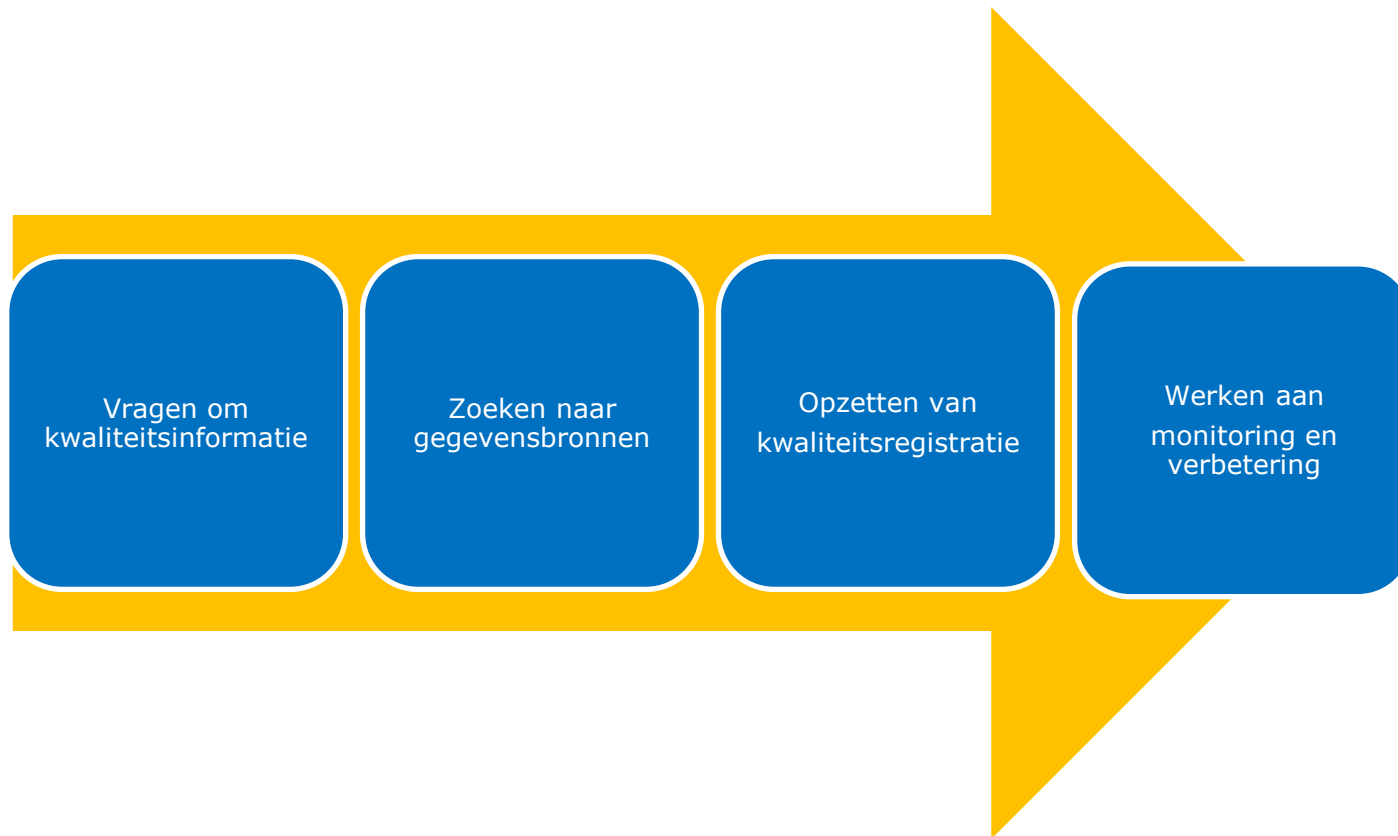 Vragen om
kwaliteitsinformatie
Zoeken naar
gegevensbronnen
Opzetten van
kwaliteitsregistratie
Werken aan
monitoring en
verbetering